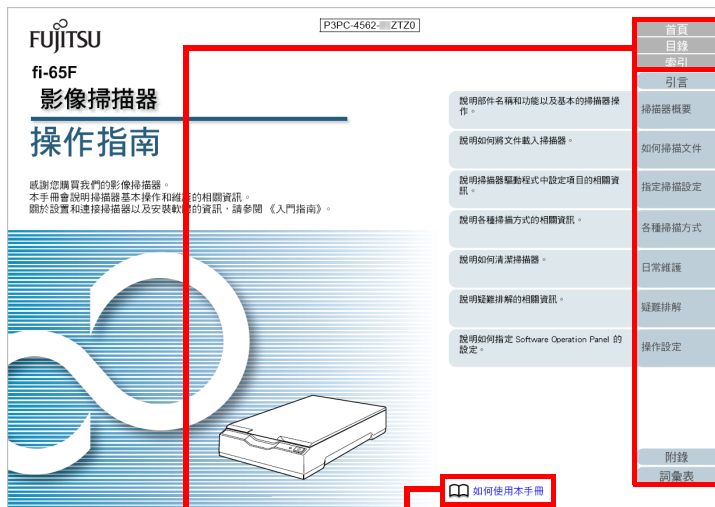 FUJITSU
P3PC-4562-ZTZ0
fi-65F
影像掃描器
操作指南
感謝您購買我們的影像掃描器。
本手冊會說明掃描器基本操作和維護的相關資訊。
關於設置和連接掃描器以及安裝軟體的資訊，請參閱《入門指南》。
首頁
目錄
索引
引言
說明部件名稱和功能以及基本的掃描器操
作。
掃描器概要
說明如何將文件載入掃描器。
如何掃描文件
說明掃描器驅動程式中設定項目的相關資
訊。
指定掃描設定
說明各種掃描方式的相關資訊。
各種掃描方式
說明如何清潔掃描器。
日常維護
說明疑難排解的相關資訊。
疑難排解
說明如何指定 Software Operation Panel 的
設定。
操作設定
附錄
詞彙表
如何使用本手冊